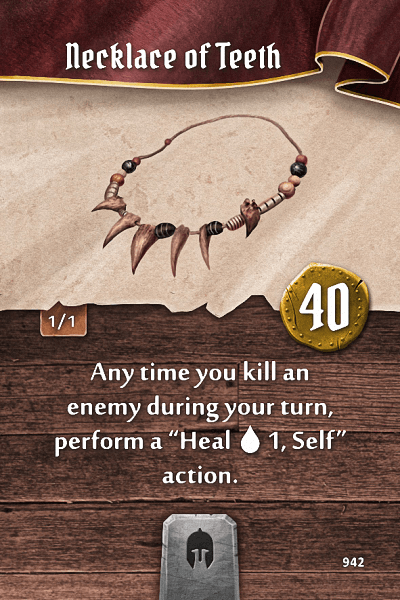 Necklace of Teeth
1/1
40
Any time you kill an
enemy during your turn,
perform a “Heal 1, Self”
action.
942